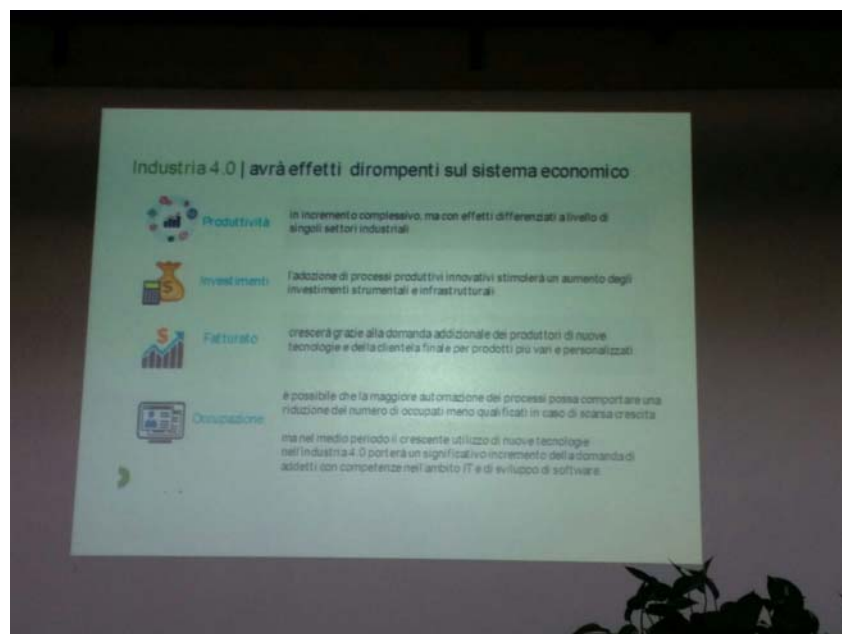 Industria 4.0 | avrà effetti dirompenti sul sistema economico
Produttività
in incremento complessivo, ma con effetti differenziati a livello di
singoli settori industriali
Investimenti
l'adozione di processi produttivi innovativi stimolerà un aumento degli
investimenti strumentali e infrastrutturali
Fatturato
crescerà grazie alla domanda addizionale dei produttori di nuove
tecnologie e della clientela finale per prodotti più vari e personalizzati
Occupazione
è possibile che la maggiore automazione dei processi possa comportare una
riduzione del numero di occupati meno qualificati in caso di scarsa crescita
ma nel medio periodo il crescente utilizzo di nuove tecnologie
nell'industria 4.0 porterà un significativo incremento della domanda di
addetti con competenze nell'ambito IT e di sviluppo di software.